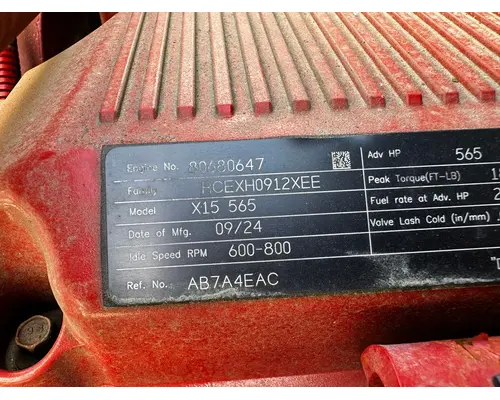 Engine No. 80680647
Family RCEXH0912XEE
Model X15 565
Date of Mfg. 09/24
Idle Speed RPM 600-800
Ref. No. AB7A4EAC
Adv HP 565
Peak Torque(FT-LB)
Fuel rate at Adv. HP
Valve Lash Cold (in/mm)